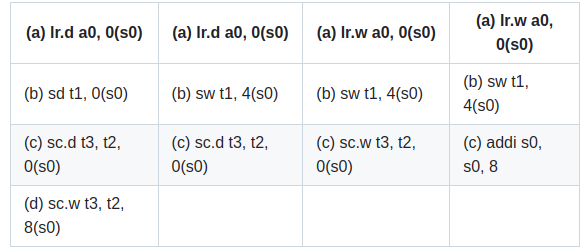 (a) lr.d a0, 0(s0)
(a) lr.d a0, 0(s0)
(a) lr.w a0, 0(s0)
(a) lr.w a0,
0(s0)
(b) sd t1, 0(s0)
(b) sw t1, 4(s0)
(b) sw t1, 4(s0)
(b) sw t1,
4(s0)
(c) sc.d t3, t2,
0(s0)
(c) sc.d t3, t2,
0(s0)
(c) sc.w t3, t2,
0(s0)
(c) addi s0,
s0, 8
(d) sc.w t3, t2,
8(s0)